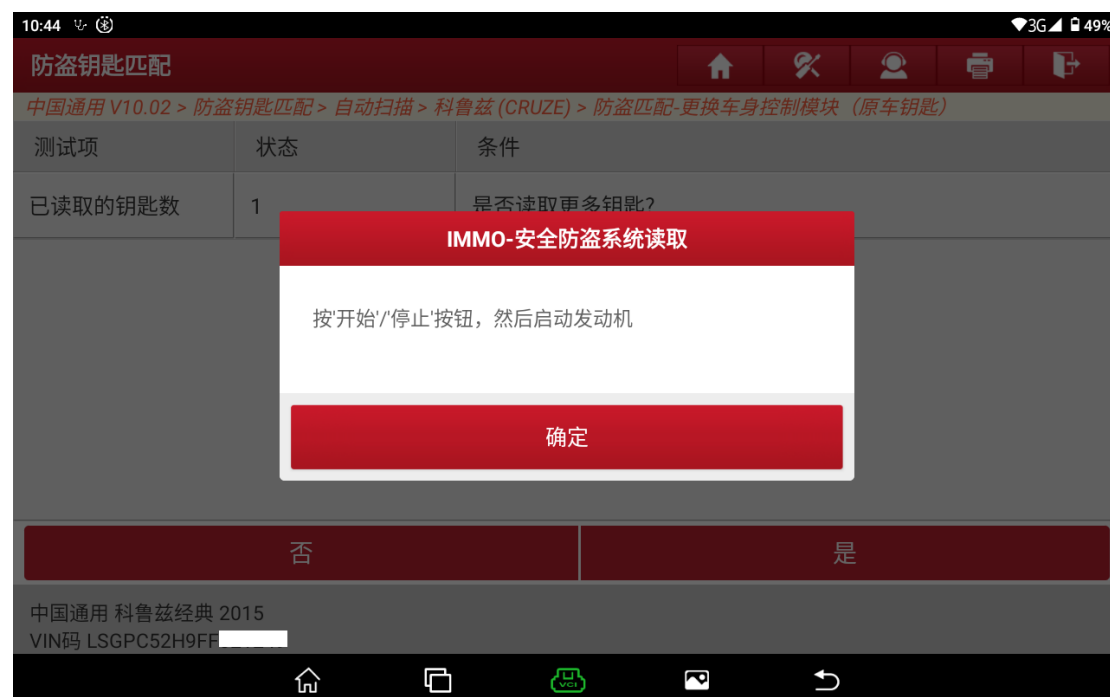 10:44 3G 49%
防盗钥匙匹配
中国通用 V10.02 > 防盗钥匙匹配 > 自动扫描 > 科鲁兹 (CRUZE) > 防盗匹配-更换车身控制模块（原车钥匙）
测试项 状态 条件
已读取的钥匙数 1 是否读取更多钥匙?
IMMO-安全防盗系统读取
按'开始'/'停止'按钮，然后启动发动机
确定
否 是
中国通用 科鲁兹经典 2015
VIN码 LSGPC52H9FF
VCI